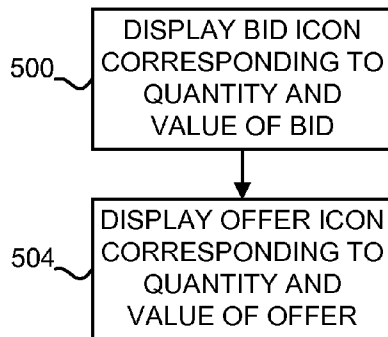 DISPLAY BID ICON
500 CORRESPONDING TO
QUANTITY AND
VALUE OF BID
DISPLAY OFFER ICON
504 CORRESPONDING TO
QUANTITY AND
VALUE OF OFFER